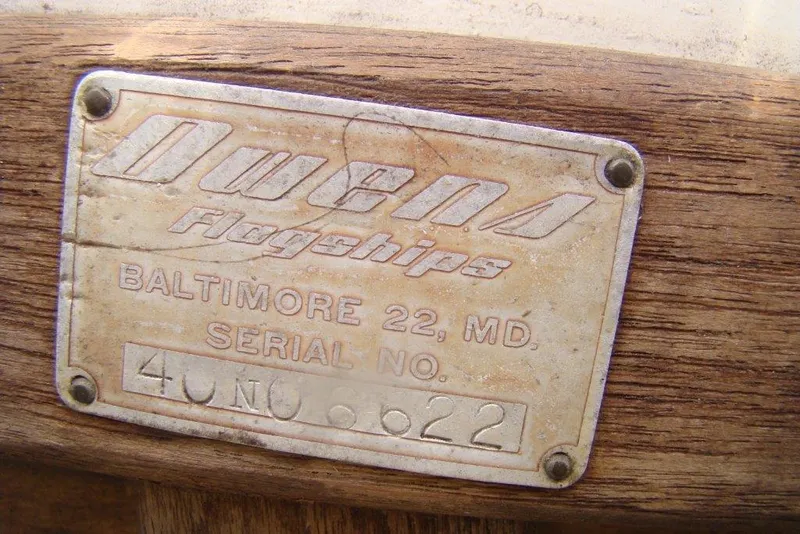 Owens
Flagships
BALTIMORE 22, MD.
SERIAL NO.